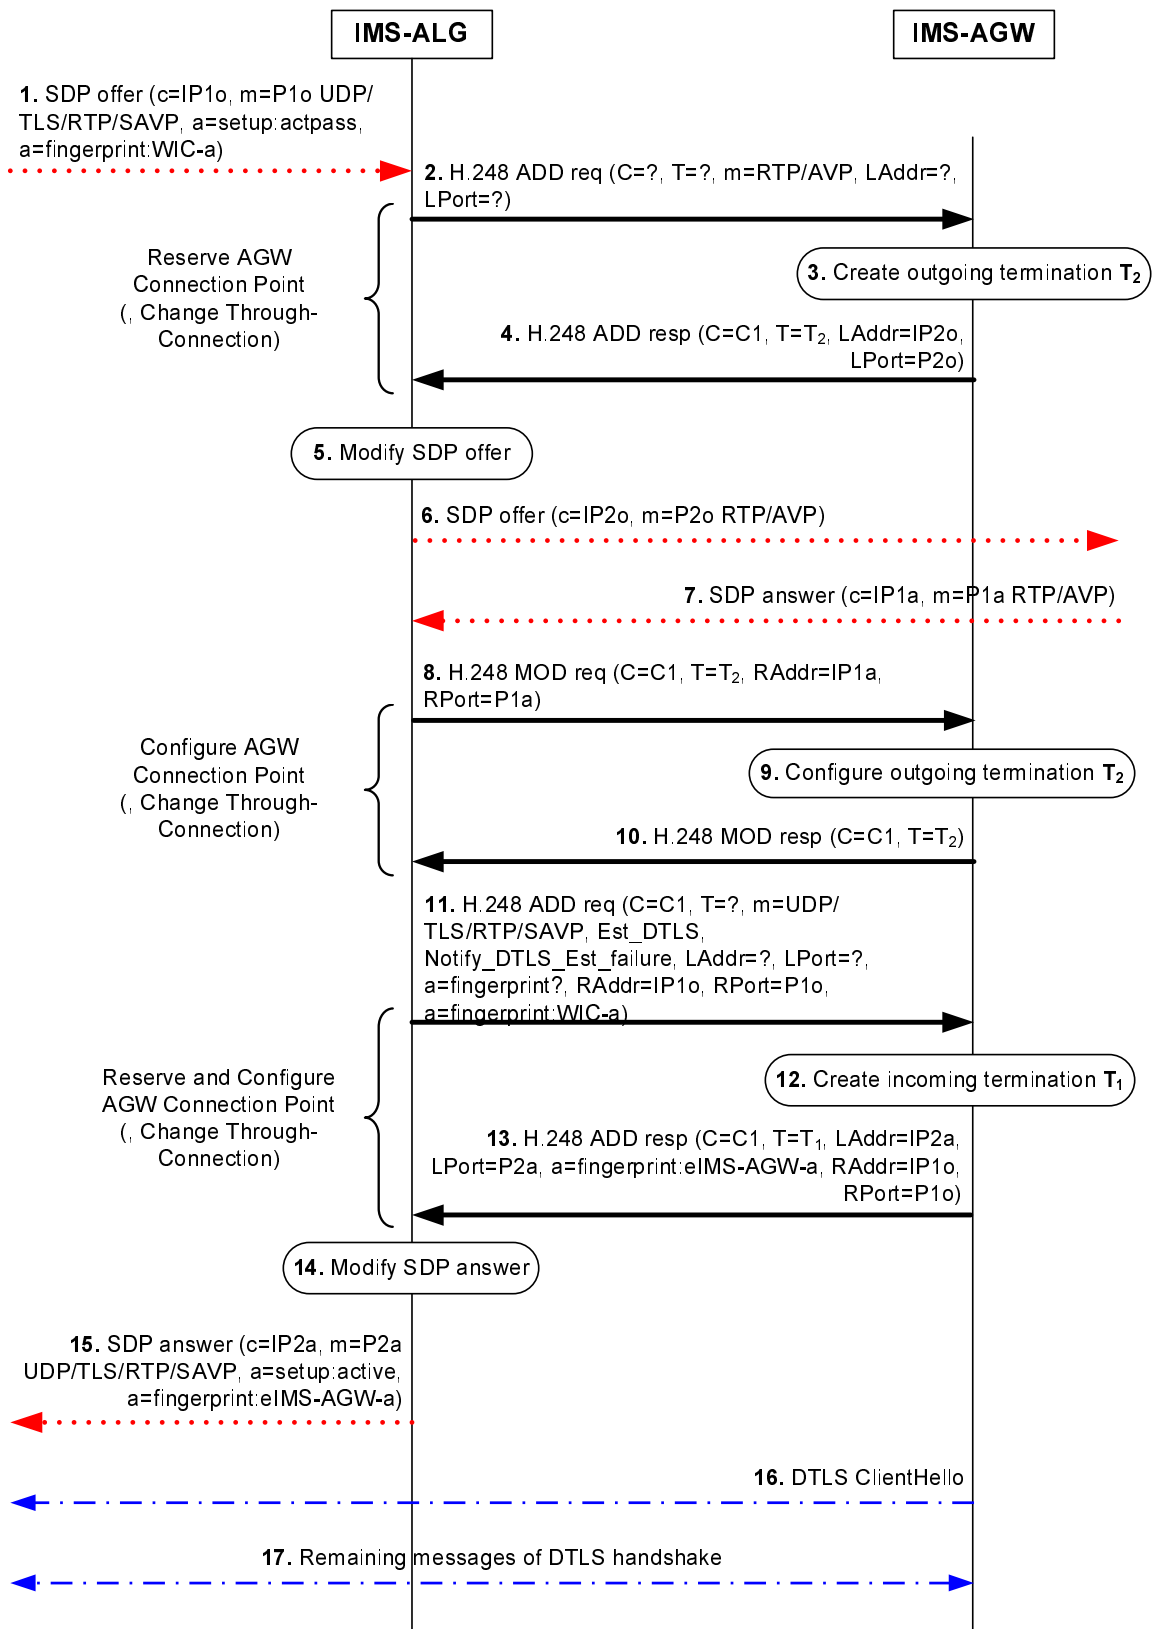 IMS-ALG
IMS-AGW
1. SDP offer (c=IP1o, m=P1o UDP/
TLS/RTP/SAVP, a=setup:actpass,
a=fingerprint:WIC-a)
2. H.248 ADD req (C=?, T=?, m=RTP/AVP, LAddr=?,
LPort=?)
Reserve AGW
Connection Point
(, Change Through-
Connection)
3. Create outgoing termination T2
4. H.248 ADD resp (C=C1, T=T2, LAddr=IP2o,
LPort=P2o)
5. Modify SDP offer
6. SDP offer (c=IP2o, m=P2o RTP/AVP)
7. SDP answer (c=IP1a, m=P1a RTP/AVP)
8. H.248 MOD req (C=C1, T=T2, RAddr=IP1a,
RPort=P1a)
Configure AGW
Connection Point
(, Change Through-
Connection)
9. Configure outgoing termination T2
10. H.248 MOD resp (C=C1, T=T2)
11. H.248 ADD req (C=C1, T=?, m=UDP/
TLS/RTP/SAVP, Est_DTLS,
Notify_DTLS_Est_failure, LAddr=?, LPort=?,
a=fingerprint?, RAddr=IP1o, RPort=P1o,
a=fingerprint:WIC-a)
Reserve and Configure
AGW Connection Point
(, Change Through-
Connection)
12. Create incoming termination T1
13. H.248 ADD resp (C=C1, T=T1, LAddr=IP2a,
LPort=P2a, a=fingerprint:eIMS-AGW-a, RAddr=IP1o,
RPort=P1o)
14. Modify SDP answer
15. SDP answer (c=IP2a, m=P2a
UDP/TLS/RTP/SAVP, a=setup:active,
a=fingerprint:eIMS-AGW-a)
16. DTLS ClientHello
17. Remaining messages of DTLS handshake